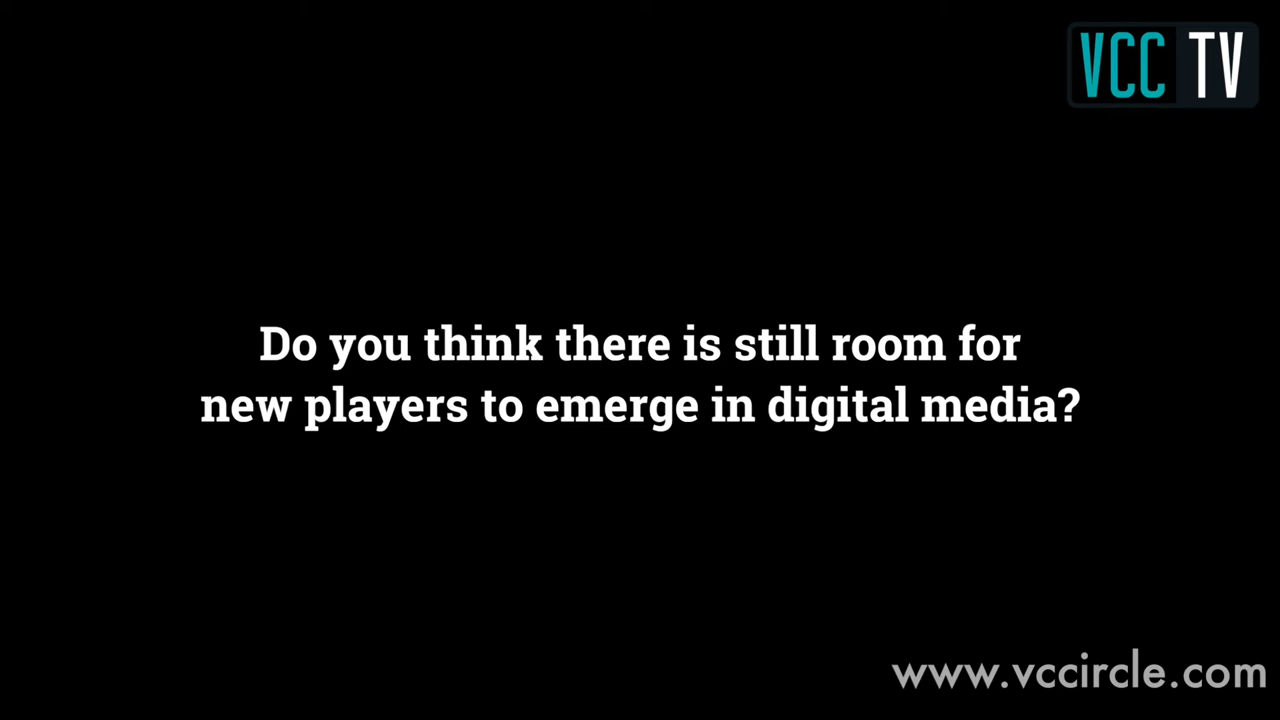 VCC TV
Do you think there is still room for
new players to emerge in digital media?
www.vccircle.com